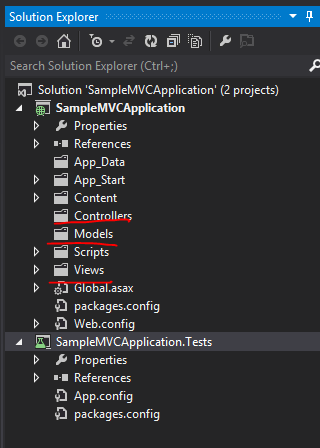 Solution Explorer
Search Solution Explorer (Ctrl+;)
Solution 'SampleMVCApplication' (2 projects)
SampleMVCApplication
Properties
References
App_Data
App_Start
Content
Controllers
Models
Scripts
Views
Global.asax
packages.config
Web.config
SampleMVCApplication.Tests
Properties
References
App.config
packages.config